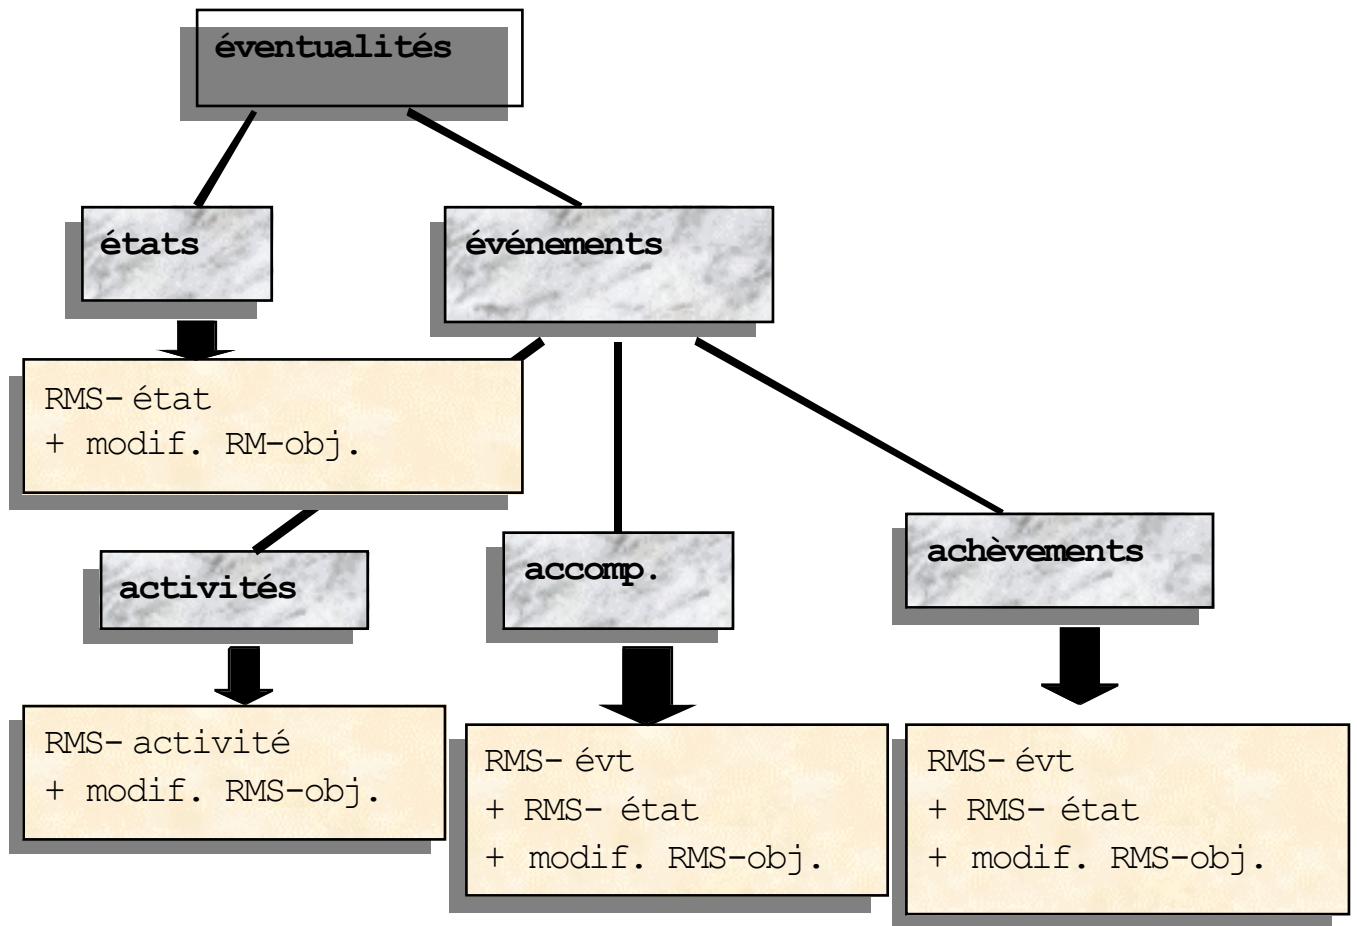 éventualités
états
événements
RMS- état
+ modif. RM-obj.
activités
accomp.
achèvements
RMS- activité
+ modif. RMS-obj.
RMS- évt
+ RMS- état
+ modif. RMS-obj.
RMS- évt
+ RMS- état
+ modif. RMS-obj.